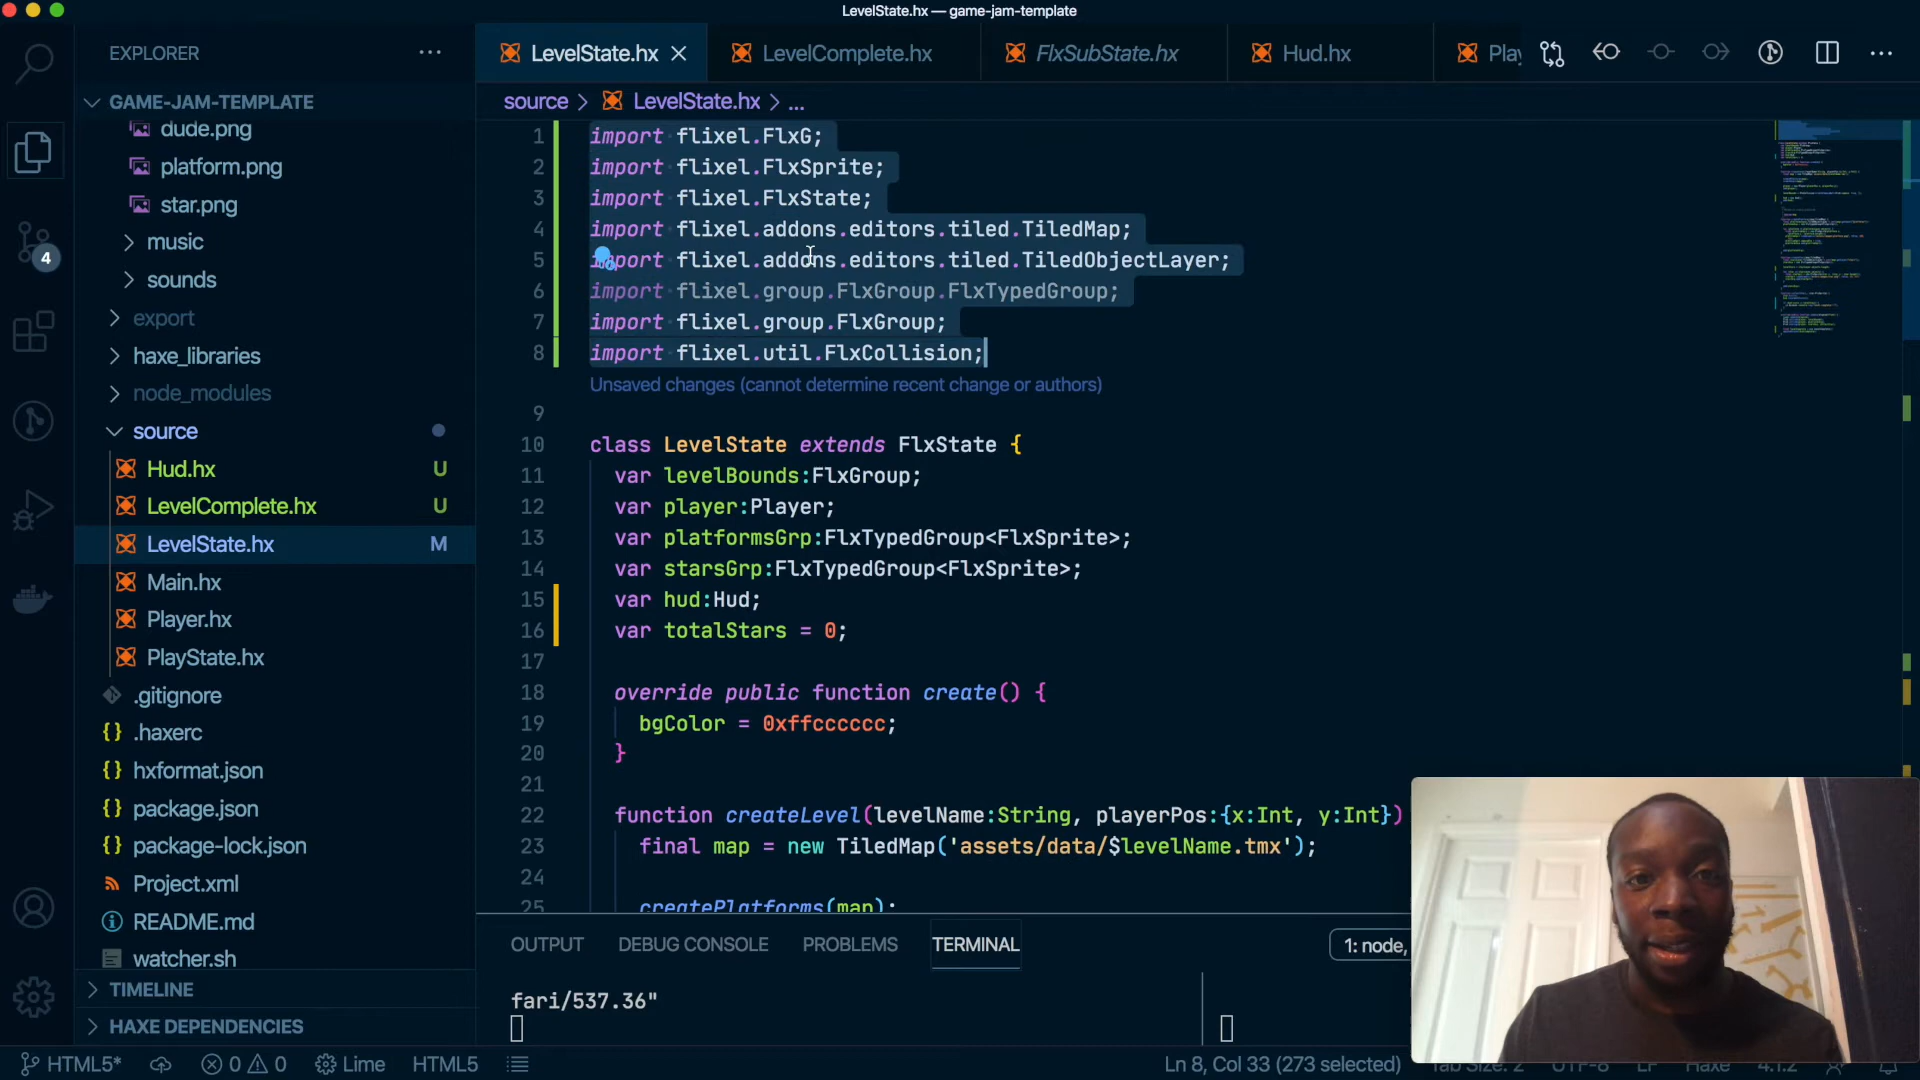 LevelState.hx — game-jam-template
EXPLORER
GAME-JAM-TEMPLATE
dude.png
platform.png
star.png
music
sounds
export
haxe_libraries
node_modules
source
Hud.hx U
LevelComplete.hx U
LevelState.hx M
Main.hx
Player.hx
PlayState.hx
.gitignore
.haxerc
hxformat.json
package.json
package-lock.json
Project.xml
README.md
watcher.sh
TIMELINE
HAXE DEPENDENCIES
4
LevelState.hx
LevelComplete.hx
FlxSubState.hx
Hud.hx
Play
source > LevelState.hx > ...
1 import flixel.FlxG;
2 import flixel.FlxSprite;
3 import flixel.FlxState;
4 import flixel.addons.editors.tiled.TiledMap;
5 import flixel.addons.editors.tiled.TiledObjectLayer;
6 import flixel.group.FlxGroup.FlxTypedGroup;
7 import flixel.group.FlxGroup;
8 import flixel.util.FlxCollision;
Unsaved changes (cannot determine recent change or authors)
9
10 class LevelState extends FlxState {
11 var levelBounds:FlxGroup;
12 var player:Player;
13 var platformsGrp:FlxTypedGroup<FlxSprite>;
14 var starsGrp:FlxTypedGroup<FlxSprite>;
15 var hud:Hud;
16 var totalStars = 0;
17
18 override public function create() {
19 bgColor = 0xffcccccc;
20 }
21
22 function createLevel(levelName:String, playerPos:{x:Int, y:Int})
23 final map = new TiledMap('assets/data/$levelName.tmx');
24
25 createPlatforms(map);
OUTPUT DEBUG CONSOLE PROBLEMS TERMINAL 1: node,
fari/537.36"
HTML5* 0 0 Lime HTML5 Ln 8, Col 33 (273 selected) Tab Size: 2 UTF-8 LF Haxe 4.1.2